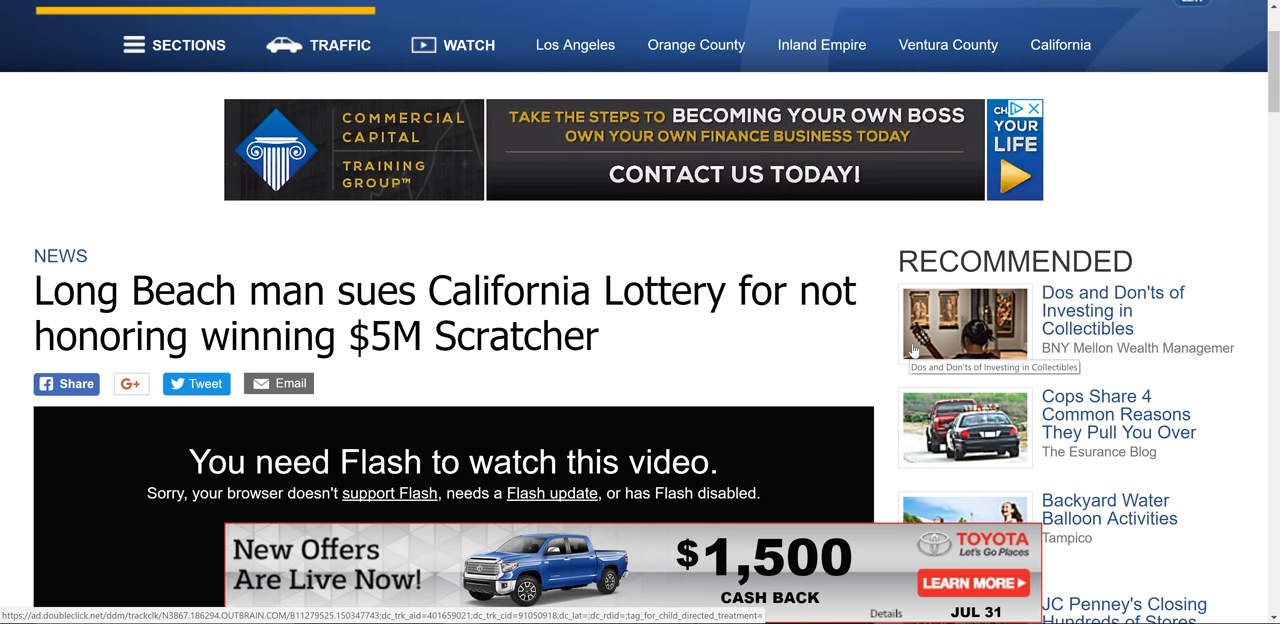 SECTIONS
TRAFFIC
WATCH
Los Angeles
Orange County
Inland Empire
Ventura County
California
COMMERCIAL
CAPITAL
TRAINING
GROUP™
TAKE THE STEPS TO BECOMING YOUR OWN BOSS
OWN YOUR OWN FINANCE BUSINESS TODAY
CONTACT US TODAY!
CH
YOUR
LIFE
NEWS
Long Beach man sues California Lottery for not
honoring winning $5M Scratcher
Share
G+
Tweet
Email
You need Flash to watch this video.
Sorry, your browser doesn't support Flash, needs a Flash update, or has Flash disabled.
RECOMMENDED
Dos and Don'ts of
Investing in
Collectibles
BNY Mellon Wealth Managemer
Dos and Don'ts of Investing in Collectibles
Cops Share 4
Common Reasons
They Pull You Over
The Esurance Blog
Backyard Water
Balloon Activities
Tampico
JC Penney's Closing
Hundreds of Stores
New Offers
Are Live Now!
$1,500
CASH BACK
TOYOTA
Let's Go Places
LEARN MORE
Details
JUL 31
https://ad.doubleclick.net/ddm/trackclk/N3867.186294.OUTBRAIN.COM/B11279525.150347743;dc_trk_aid=401659021;dc_trk_cid=91050918;dc_lat=;dc_rdid=;tag_for_child_directed_treatment=